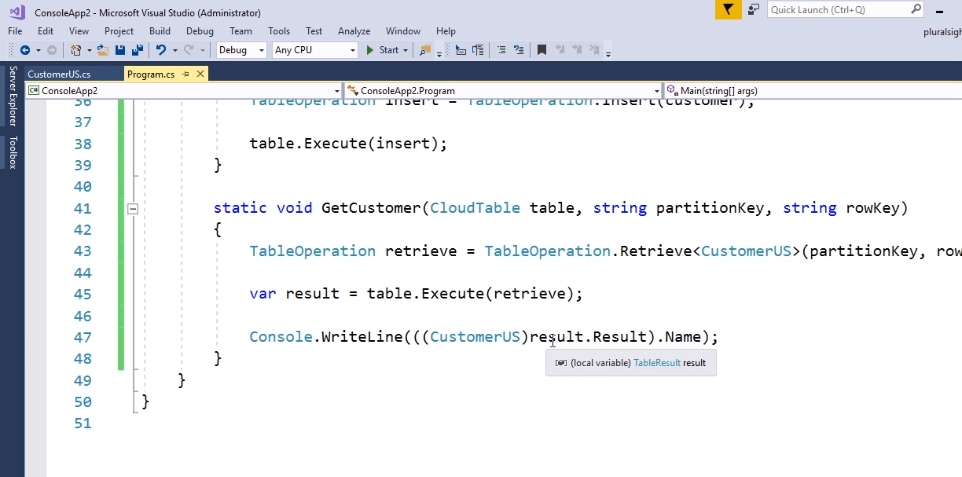 ConsoleApp2 - Microsoft Visual Studio (Administrator)
Quick Launch (Ctrl+Q)
File Edit View Project Build Debug Team Tools Test Analyze Window Help
pluralsigh
Debug Any CPU Start
Server Explorer
Toolbox
CustomerUS.cs Program.cs
ConsoleApp2 ConsoleApp2.Program Main(string[] args)
36 TableOperation insert = TableOperation.Insert(customer);
37
38 table.Execute(insert);
39 }
40
41 static void GetCustomer(CloudTable table, string partitionKey, string rowKey)
42 {
43 TableOperation retrieve = TableOperation.Retrieve<CustomerUS>(partitionKey, row
44
45 var result = table.Execute(retrieve);
46
47 Console.WriteLine(((CustomerUS)result.Result).Name);
48 }
(local variable) TableResult result
49 }
50 }
51